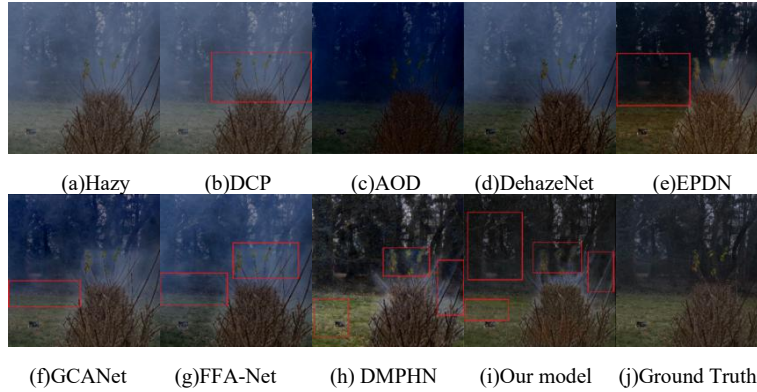 (a)Hazy (b)DCP (c)AOD (d)DehazeNet (e)EPDN
(f)GCANet (g)FFA-Net (h) DMPHN (i)Our model (j)Ground Truth